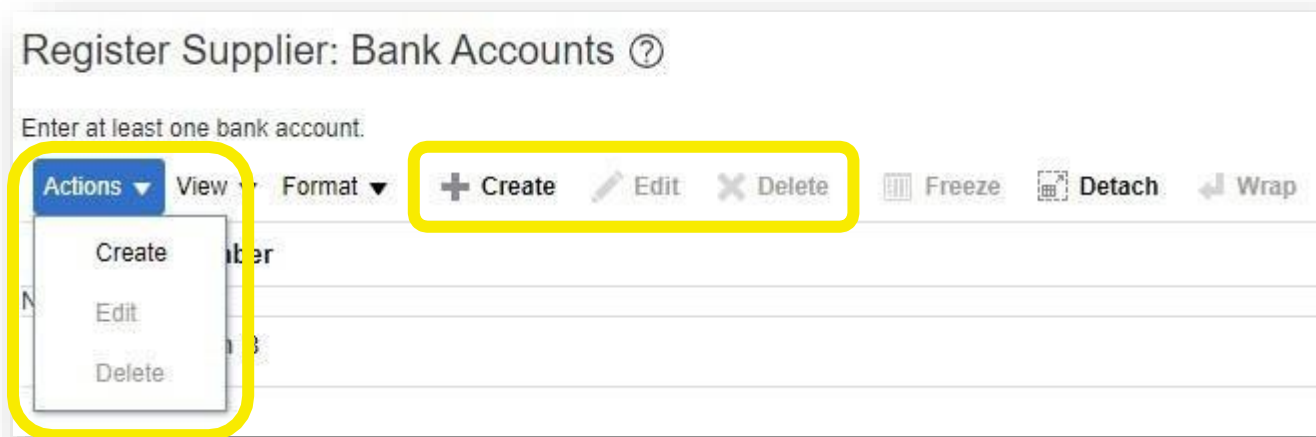 Register Supplier: Bank Accounts ?
Enter at least one bank account.
Actions View Format Create Edit Delete Freeze Detach Wrap
Create
Edit
Delete